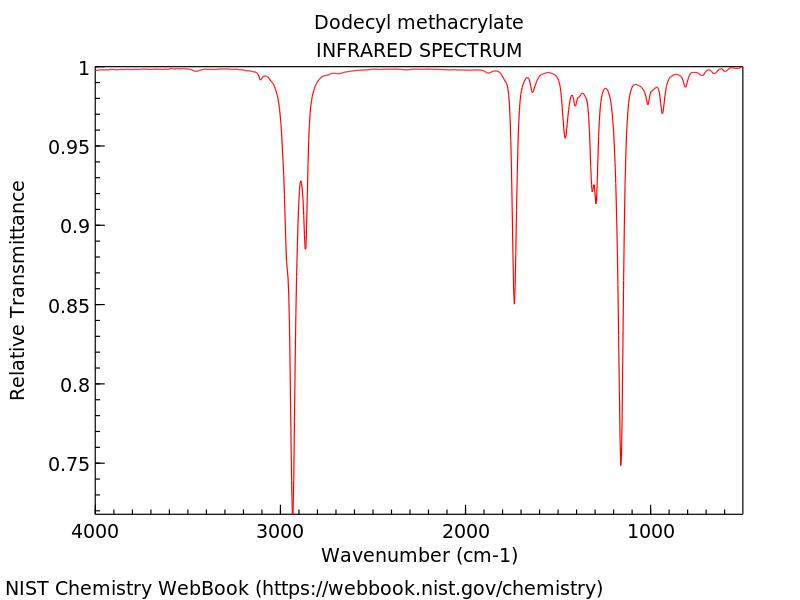 Dodecyl methacrylate
INFRARED SPECTRUM
1
0.95
0.9
0.85
0.8
0.75
Relative Transmittance
4000 3000 2000 1000
Wavenumber (cm-1)
NIST Chemistry WebBook (https://webbook.nist.gov/chemistry)